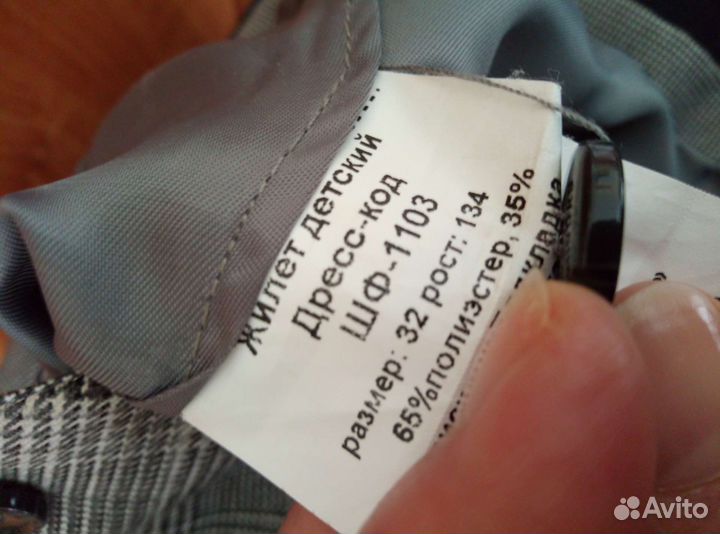 Жилет детский
Дресс-код
ШФ-1103
размер: 32 рост: 134
65%полиэстер, 35%
Avito